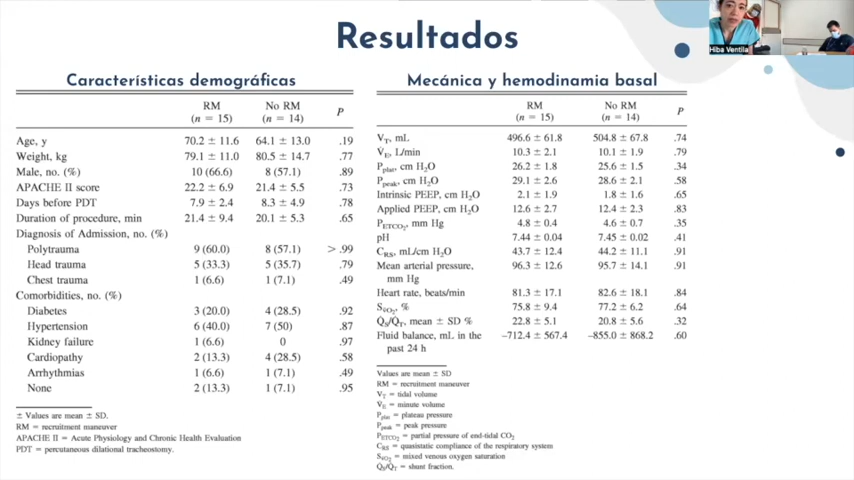 Resultados
Hiba Ventila
Características demográficas
RM No RM P
(n = 15) (n = 14)
Age, y 70.2 ± 11.6 64.1 ± 13.0 .19
Weight, kg 79.1 ± 11.0 80.5 ± 14.7 .77
Male, no. (%) 10 (66.6) 8 (57.1) .89
APACHE II score 22.2 ± 6.9 21.4 ± 5.5 .73
Days before PDT 7.9 ± 2.4 8.3 ± 4.9 .78
Duration of procedure, min 21.4 ± 9.4 20.1 ± 5.3 .65
Diagnosis of Admission, no. (%)
Polytrauma 9 (60.0) 8 (57.1) > .99
Head trauma 5 (33.3) 5 (35.7) .79
Chest trauma 1 (6.6) 1 (7.1) .49
Comorbidities, no. (%)
Diabetes 3 (20.0) 4 (28.5) .92
Hypertension 6 (40.0) 7 (50) .87
Kidney failure 1 (6.6) 0 .97
Cardiopathy 2 (13.3) 4 (28.5) .58
Arrhythmias 1 (6.6) 1 (7.1) .49
None 2 (13.3) 1 (7.1) .95
± Values are mean ± SD.
RM = recruitment maneuver
APACHE II = Acute Physiology and Chronic Health Evaluation
PDT = percutaneous dilational tracheostomy.
Mecánica y hemodinamia basal
RM No RM P
(n = 15) (n = 14)
VT, mL 496.6 ± 61.8 504.8 ± 67.8 .74
V̇E, L/min 10.3 ± 2.1 10.1 ± 1.9 .79
Pplat, cm H2O 26.2 ± 1.8 25.6 ± 1.5 .34
Ppeak, cm H2O 29.1 ± 2.6 28.6 ± 2.1 .58
Intrinsic PEEP, cm H2O 2.1 ± 1.9 1.8 ± 1.6 .65
Applied PEEP, cm H2O 12.6 ± 2.7 12.4 ± 2.3 .83
PETCO2, mm Hg 4.8 ± 0.4 4.6 ± 0.7 .35
pH 7.44 ± 0.04 7.45 ± 0.02 .41
CRS, mL/cm H2O 43.7 ± 12.4 44.2 ± 11.1 .91
Mean arterial pressure, 96.3 ± 12.6 95.7 ± 14.1 .91
mm Hg
Heart rate, beats/min 81.3 ± 17.1 82.6 ± 18.1 .84
Sv̄O2, % 75.8 ± 9.4 77.2 ± 6.2 .64
Q̇S/Q̇T, mean ± SD % 22.8 ± 5.1 20.8 ± 5.6 .32
Fluid balance, mL in the −712.4 ± 567.4 −855.0 ± 868.2 .60
past 24 h
Values are mean ± SD
RM = recruitment maneuver
VT = tidal volume
V̇E = minute volume
Pplat = plateau pressure
Ppeak = peak pressure
PETCO2 = partial pressure of end-tidal CO2
CRS = quasistatic compliance of the respiratory system
Sv̄O2 = mixed venous oxygen saturation
Q̇S/Q̇T = shunt fraction.